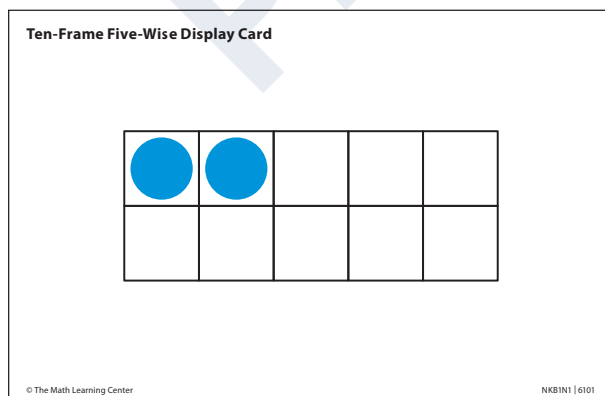 Ten-Frame Five-Wise Display Card
© The Math Learning Center
NKB1N1 | 6101